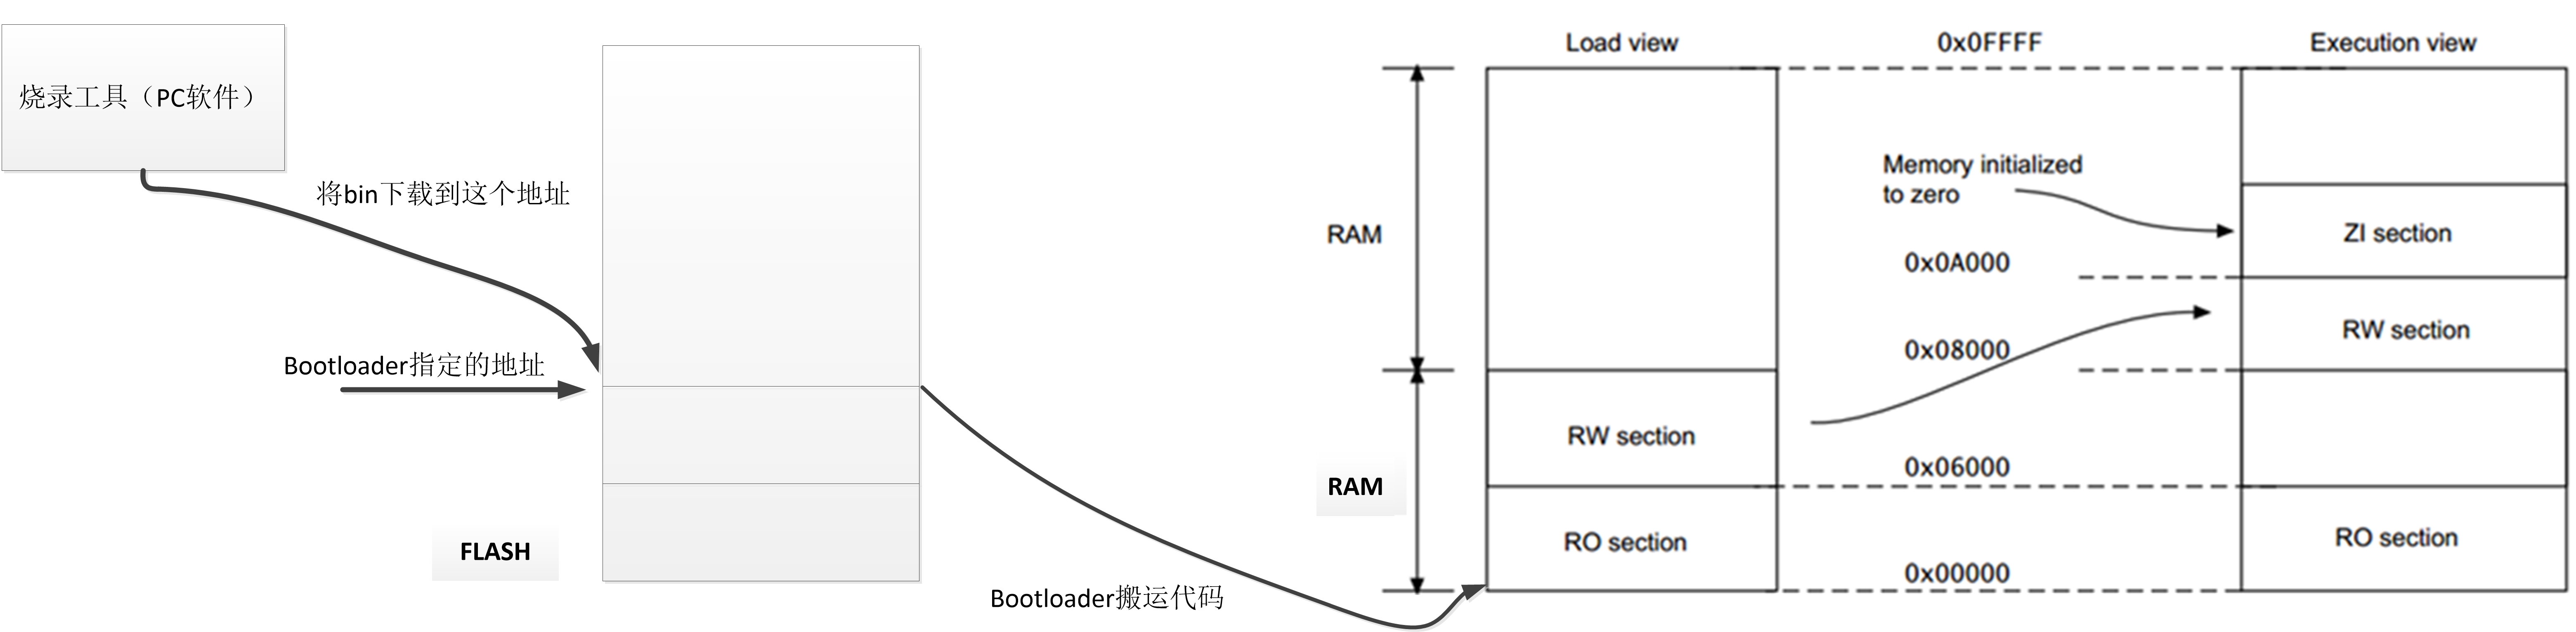 烧录工具（PC软件）
将bin下载到这个地址
Bootloader指定的地址
FLASH
Bootloader搬运代码
Load view
0x0FFFF
Execution view
Memory initialized
to zero
RAM
ZI section
0x0A000
RW section
0x08000
RW section
0x06000
RAM
RO section
RO section
0x00000